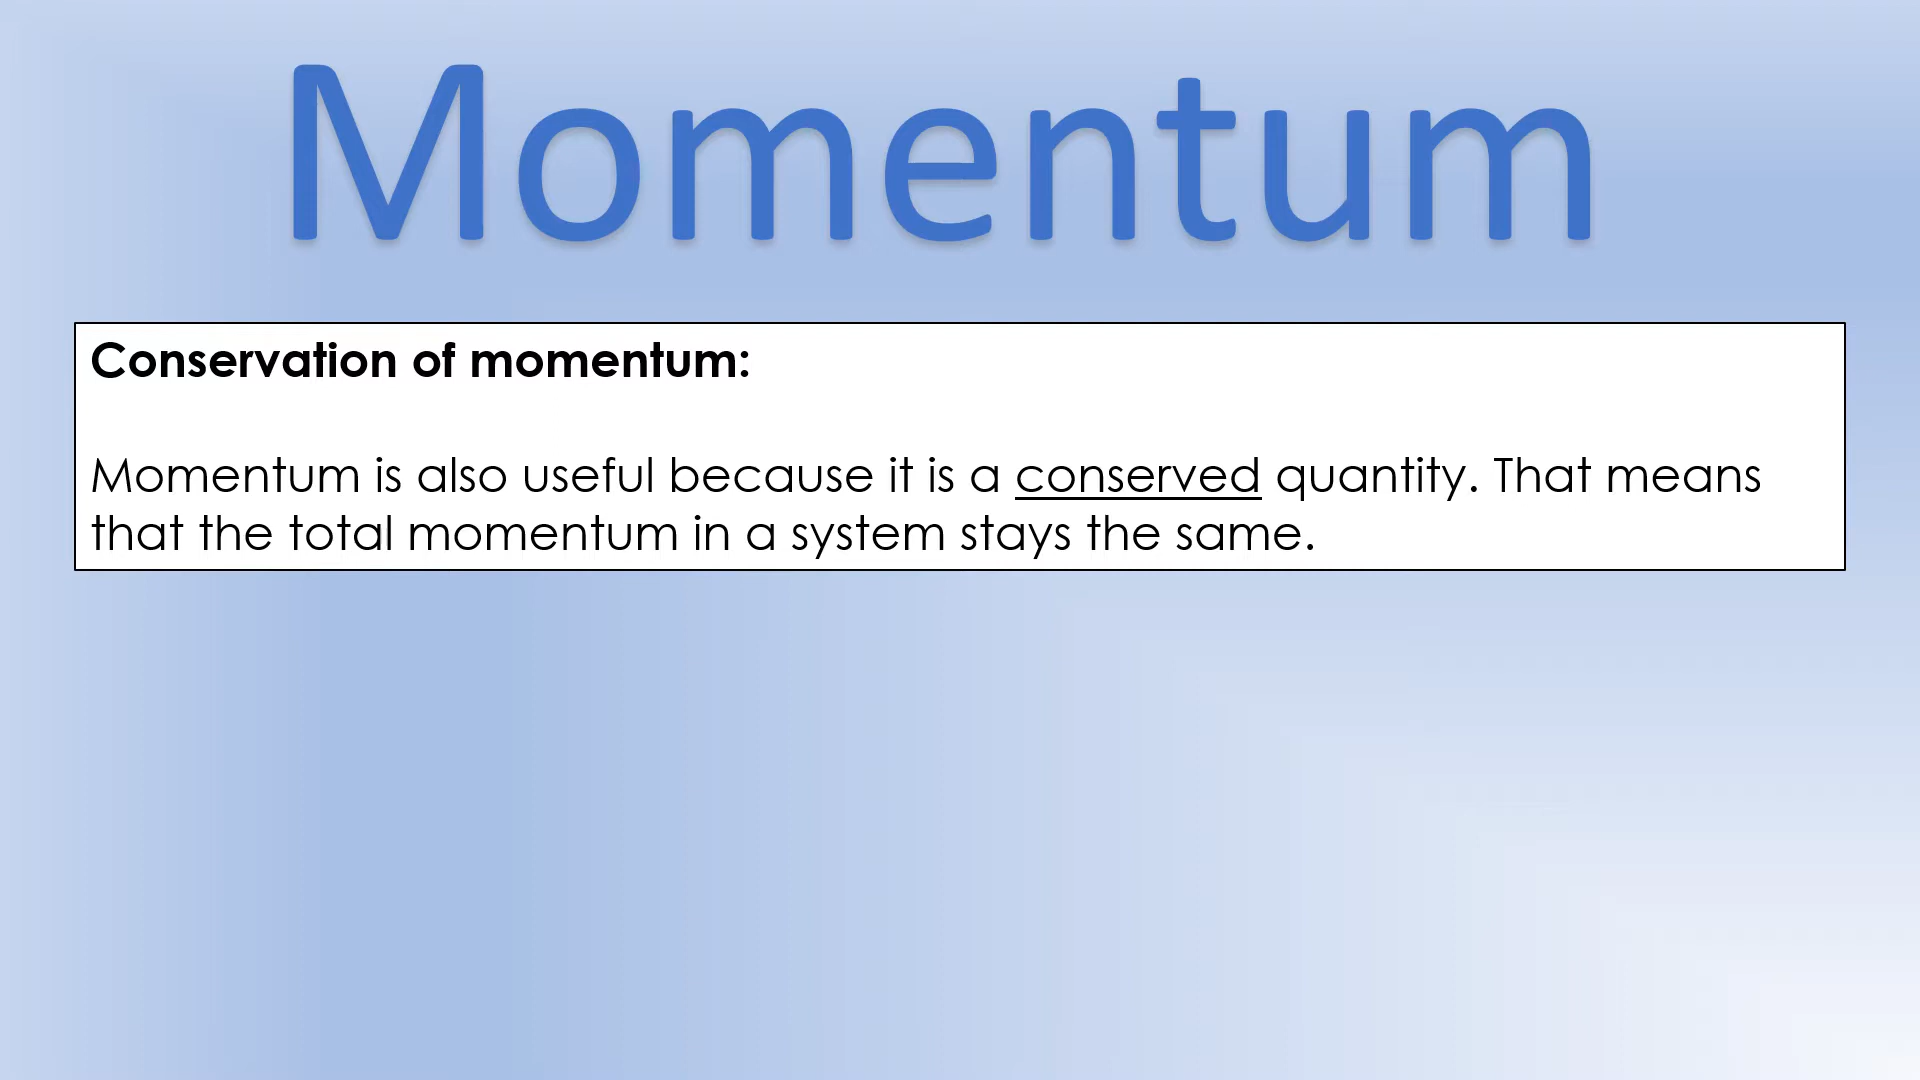 Momentum
Conservation of momentum:
Momentum is also useful because it is a conserved quantity. That means
that the total momentum in a system stays the same.